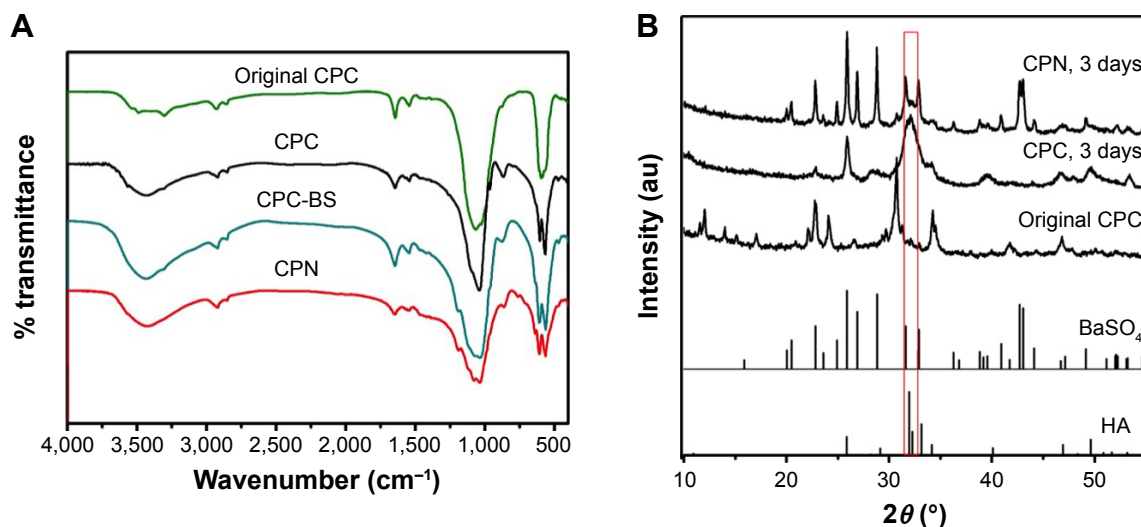 A
Original CPC
CPC
CPC-BS
CPN
% transmittance
4,000 3,500 3,000 2,500 2,000 1,500 1,000 500
Wavenumber (cm⁻¹)
B
CPN, 3 days
CPC, 3 days
Original CPC
BaSO₄
HA
Intensity (au)
10 20 30 40 50
2θ (°)